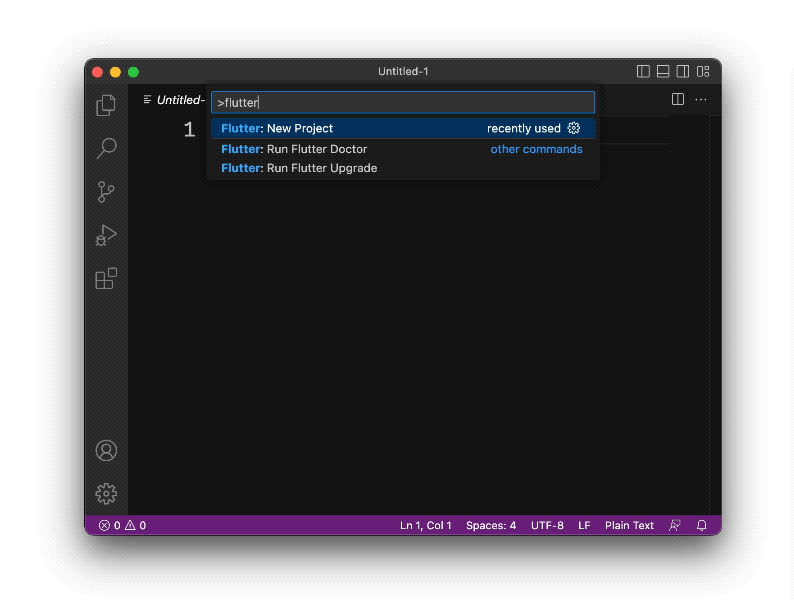 Untitled-1
Untitled-
>flutter
1
Flutter: New Project recently used
Flutter: Run Flutter Doctor other commands
Flutter: Run Flutter Upgrade
0 0 Ln 1, Col 1 Spaces: 4 UTF-8 LF Plain Text